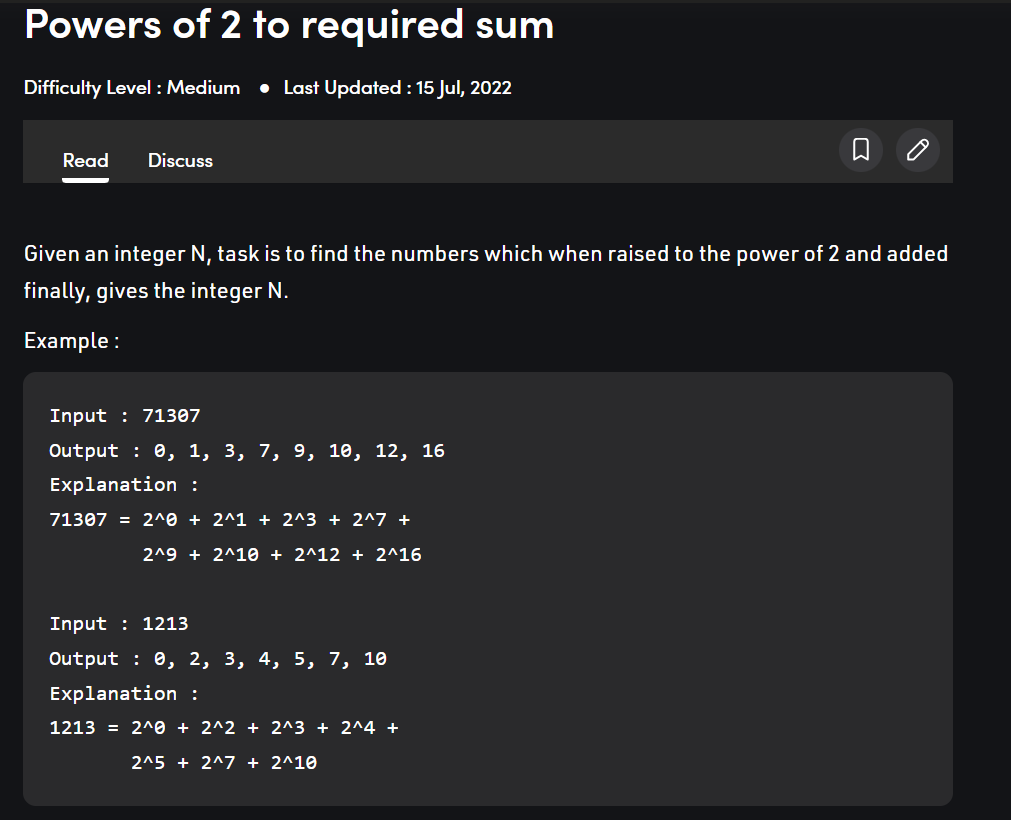 Powers of 2 to required sum
Difficulty Level : Medium ● Last Updated : 15 Jul, 2022
Read Discuss
Given an integer N, task is to find the numbers which when raised to the power of 2 and added
finally, gives the integer N.
Example :
Input : 71307
Output : 0, 1, 3, 7, 9, 10, 12, 16
Explanation :
71307 = 2^0 + 2^1 + 2^3 + 2^7 +
2^9 + 2^10 + 2^12 + 2^16
Input : 1213
Output : 0, 2, 3, 4, 5, 7, 10
Explanation :
1213 = 2^0 + 2^2 + 2^3 + 2^4 +
2^5 + 2^7 + 2^10